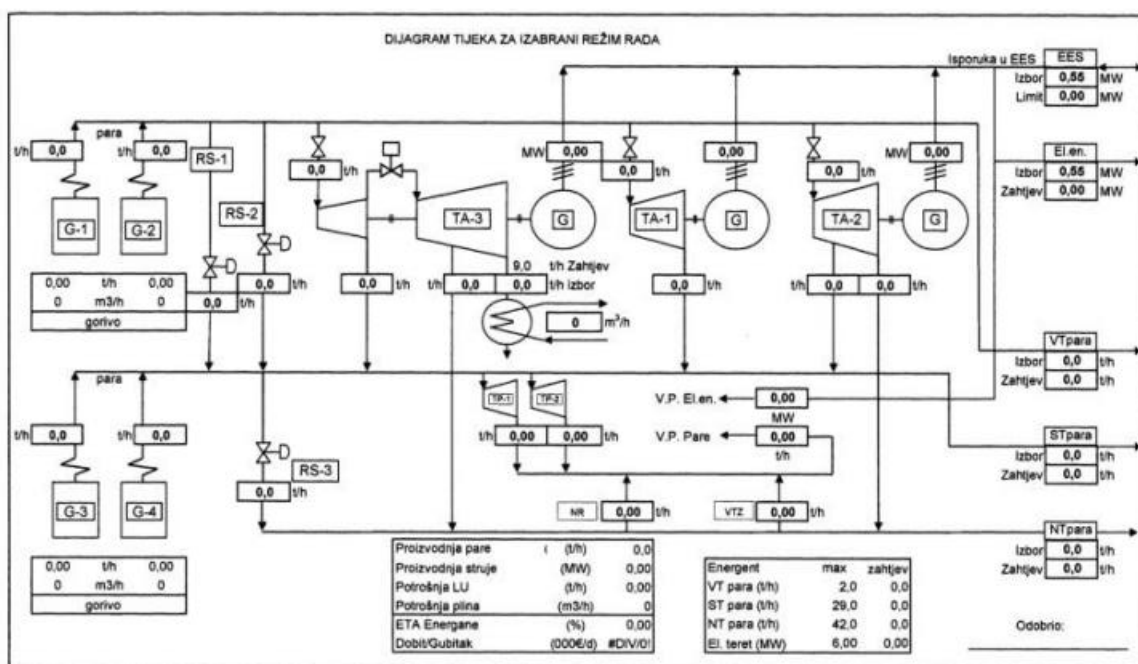 DIJAGRAM TIJEKA ZA IZABRANI REŽIM RADA
Isporuka u EES EES
Izbor 0,55 MW
Limit 0,00 MW
para
t/h 0,0 t/h 0,0
RS-1
RS-2
0,0 t/h
MW 0,00
0,0 t/h
0,00
MW 0,00
0,0 t/h
El.en.
Izbor 0,55 MW
Zahtjev 0,00 MW
G-1 G-2
TA-3 G TA-1 G TA-2 G
9,0 t/h Zahtjev
0,00 t/h 0,00
0 m3/h 0
gorivo
0,0 t/h
0,0 t/h
0,0 t/h
0,0 0,0 t/h izbor
0,0 t/h
0,0 0,0 t/h
0 m³/h
VTpara
Izbor 0,0 t/h
Zahtjev 0,0 t/h
para
TP-1 TP-2
V.P. El.en. 0,00
MW
V.P. Pare 0,00
t/h
t/h 0,0 t/h 0,0
t/h 0,00 0,00 t/h
STpara
Izbor 0,0 t/h
Zahtjev 0,0 t/h
RS-3
0,0 t/h
G-3 G-4
NR 0,00 t/h
VTZ 0,00 t/h
NTpara
Izbor 0,0 t/h
Zahtjev 0,0 t/h
0,00 t/h 0,00
0 m3/h 0
gorivo
Proizvodnja pare ( (t/h) 0,0
Proizvodnja struje (MW) 0,00
Potrošnja LU (t/h) 0,00
Potrošnja plina (m3/h) 0
ETA Energane (%) 0,00
Dobit/Gubitak (000€/d) #DIV/0!
Energent max zahtjev
VT para (t/h) 2,0 0,0
ST para (t/h) 29,0 0,0
NT para (t/h) 42,0 0,0
El. teret (MW) 6,00 0,00
Odobrio: